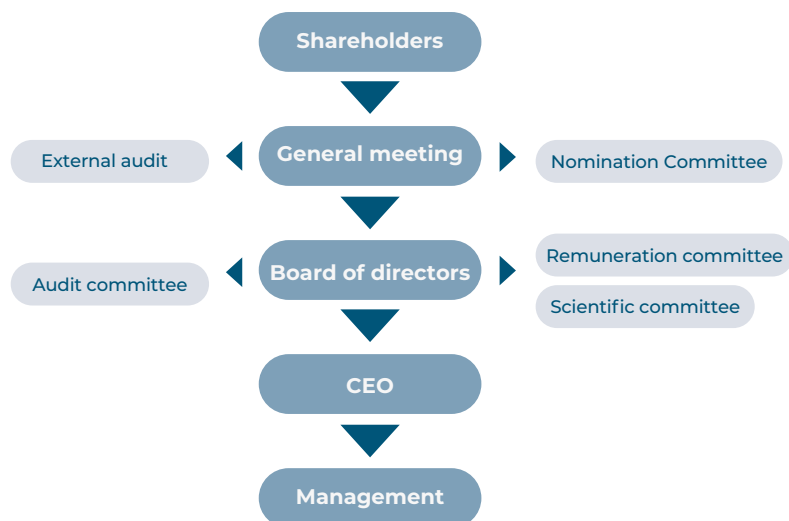 Shareholders
External audit
General meeting
Nomination Committee
Audit committee
Board of directors
Remuneration committee
Scientific committee
CEO
Management